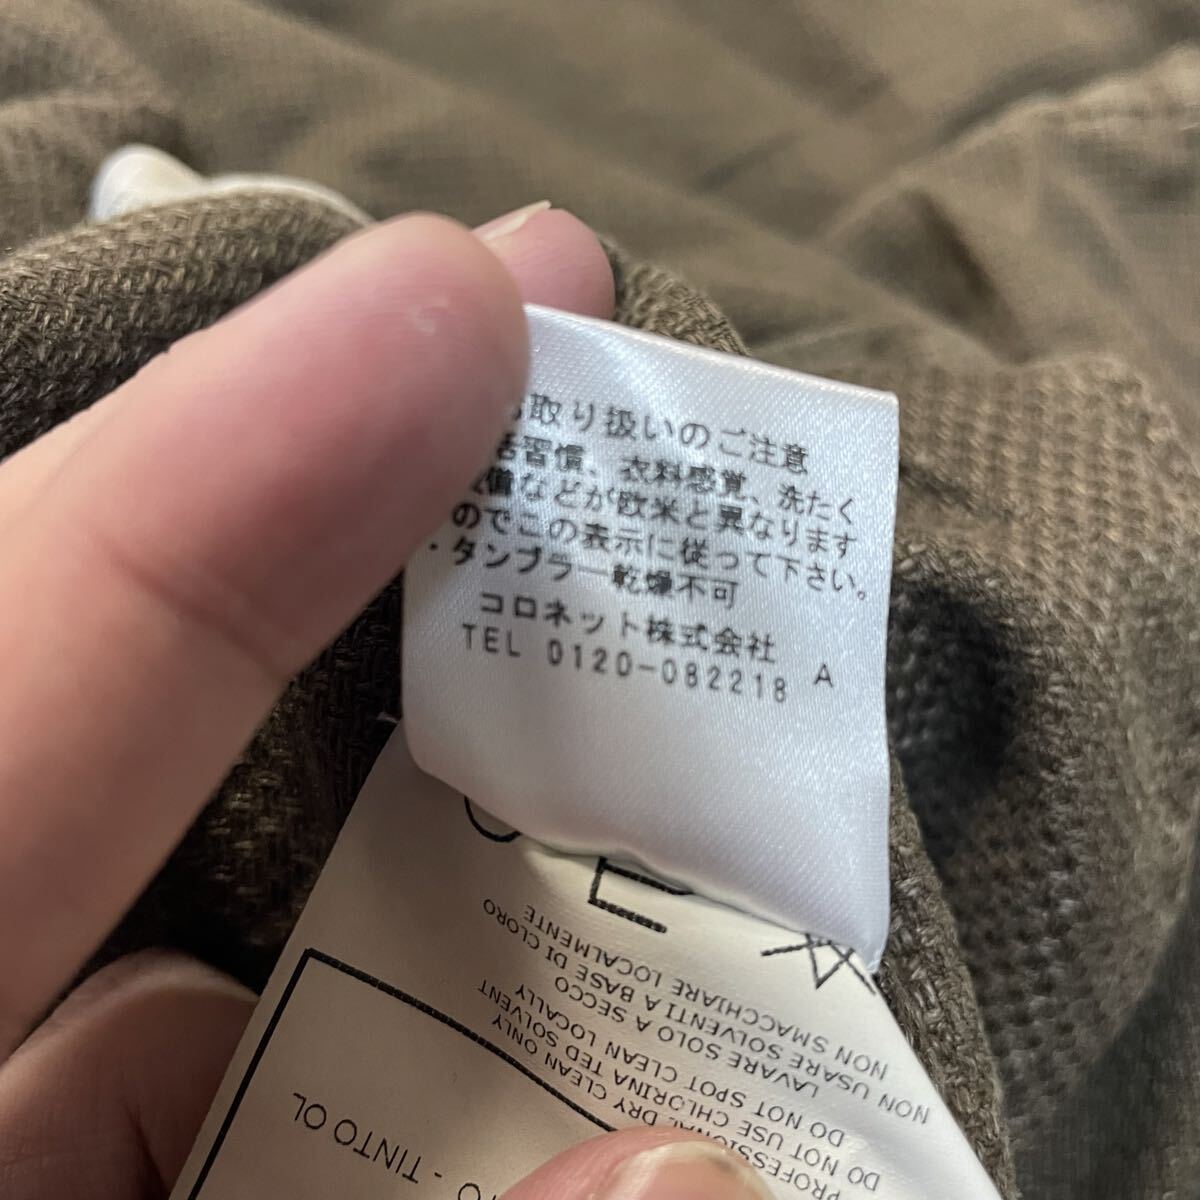 取り扱いのご注意
習慣、衣料感覚、洗たく
備などが欧米と異なります
のでこの表示に従って下さい。
・タンブラー乾燥不可
コロネット株式会社
TEL 0120-082218 A
NON USARE SOLVENTI A BASE DI CLORO
NON SMACCHIARE LOCALMENTE
LAVARE SOLO A SECCO
DO NOT SPOT CLEAN LOCALLY
DO NOT USE CHLORINA TED SOLVENT
PROFESSIONAL DRY CLEAN ONLY
- TINTO